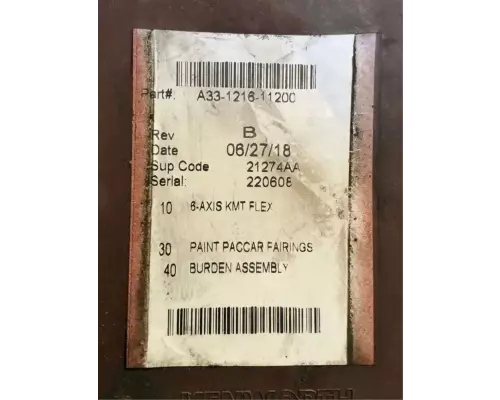 Part#: A33-1216-11200
Rev B
Date 06/27/18
Sup Code 21274AA
Serial: 220608
10 6-AXIS KMT FLEX
30 PAINT PACCAR FAIRINGS
40 BURDEN ASSEMBLY
KENWORTH